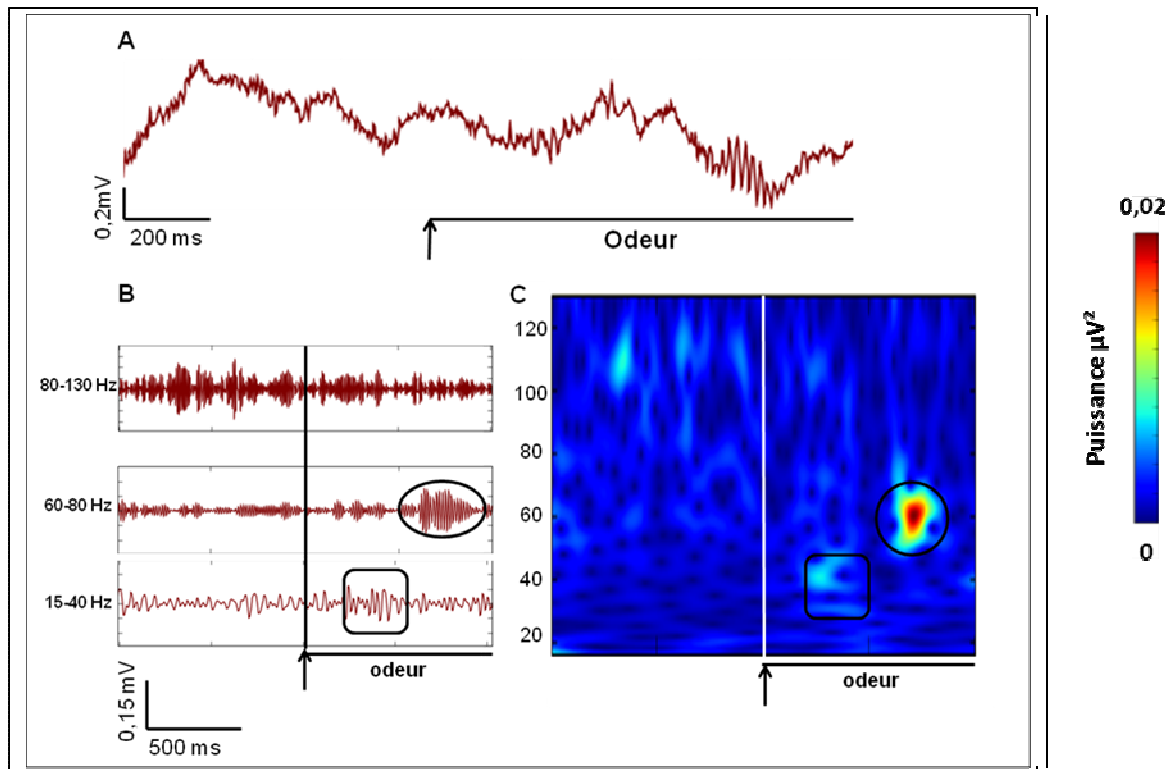 A
0,2mV
200 ms
Odeur
B
80-130 Hz
60-80 Hz
15-40 Hz
odeur
0,15 mV
500 ms
C
120
100
80
60
40
20
odeur
0,02
Puissance µV²
0